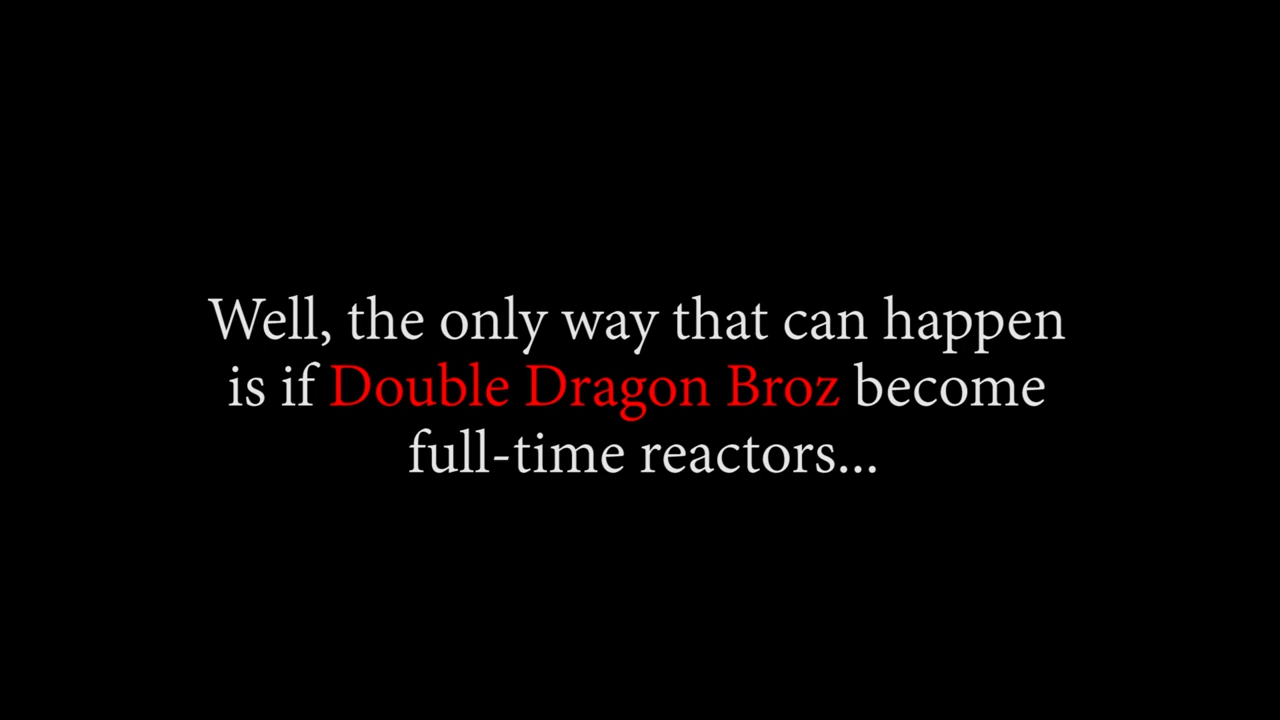 Well, the only way that can happen
is if Double Dragon Broz become
full-time reactors...